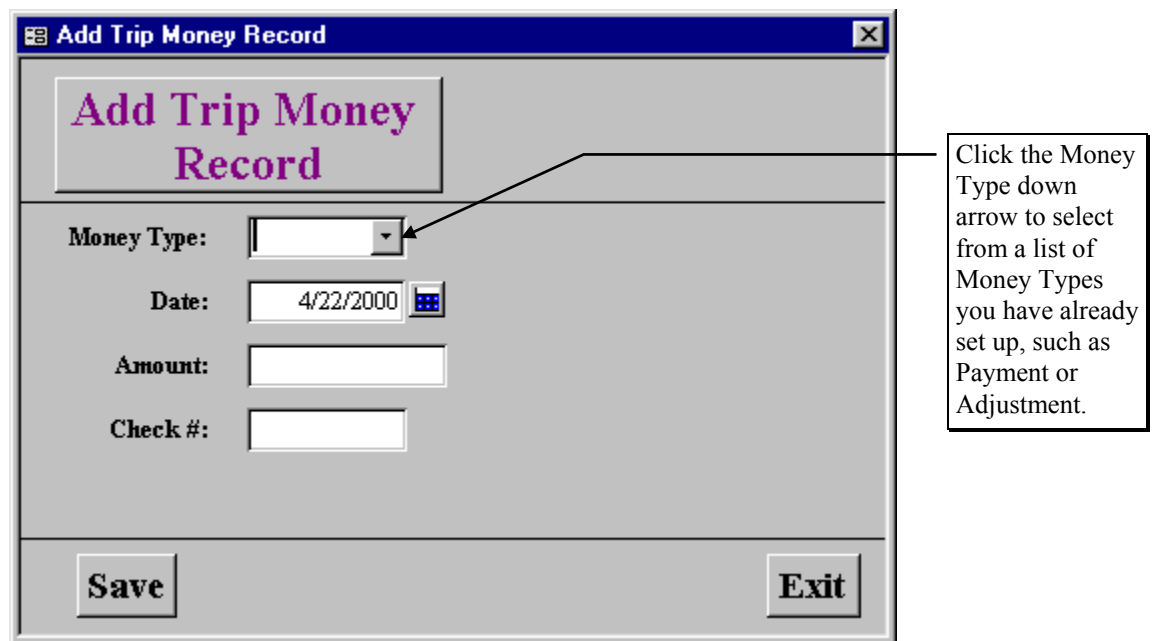 Add Trip Money Record
Add Trip Money
Record
Money Type:
Date: 4/22/2000
Amount:
Check #:
Save Exit
Click the Money
Type down
arrow to select
from a list of
Money Types
you have already
set up, such as
Payment or
Adjustment.